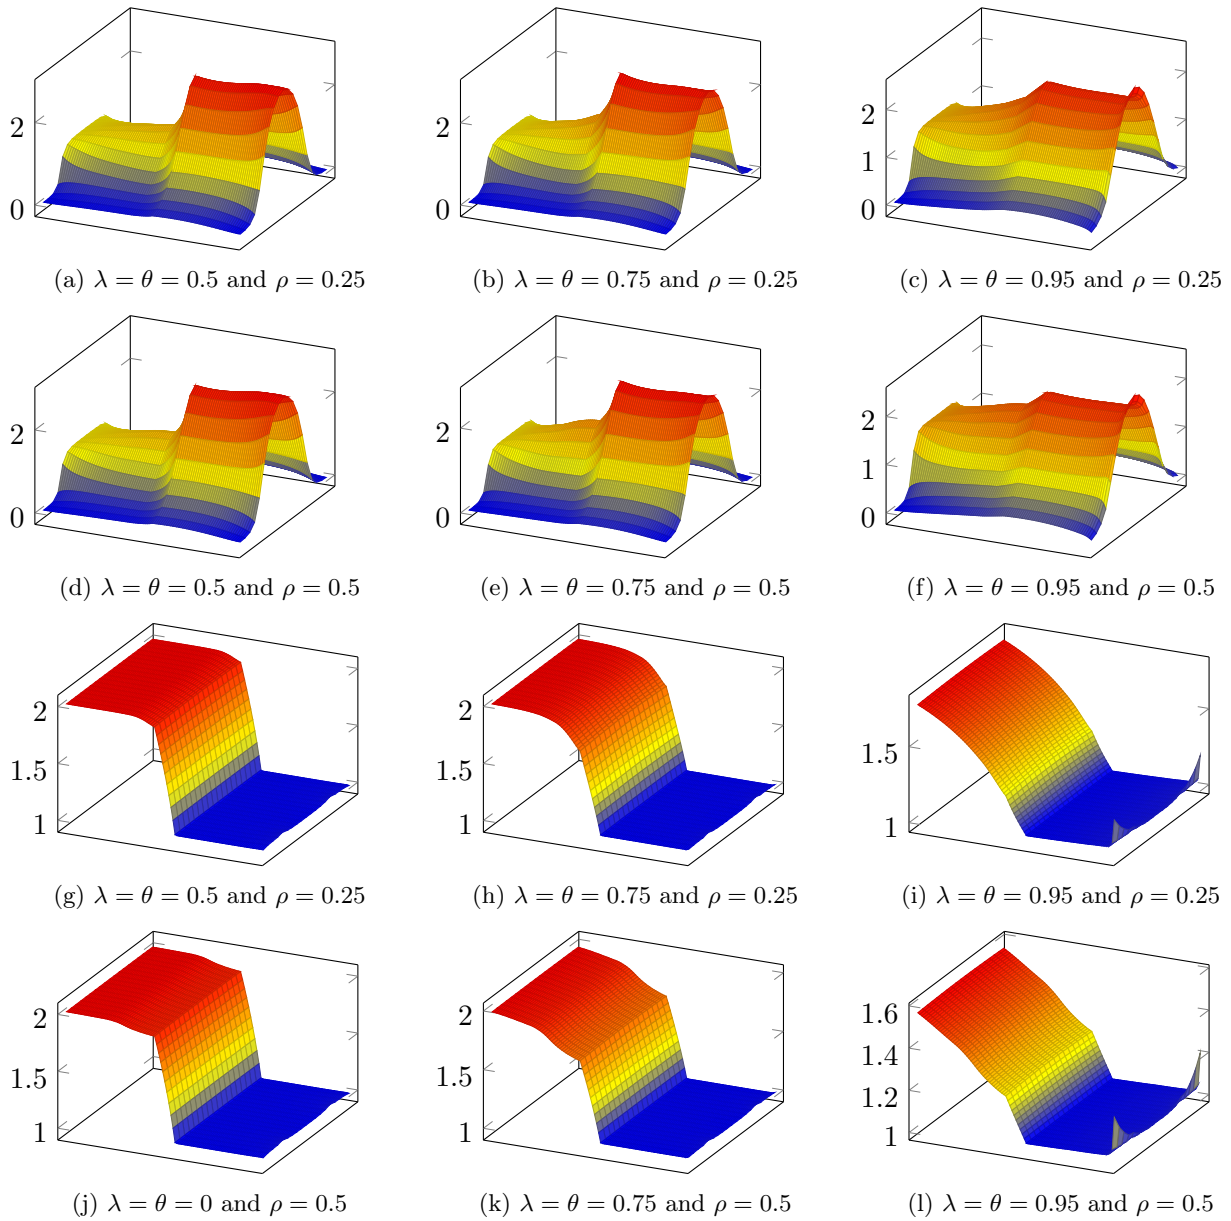 2
0
2
0
2
1
0
(a) λ = θ = 0.5 and ρ = 0.25
(b) λ = θ = 0.75 and ρ = 0.25
(c) λ = θ = 0.95 and ρ = 0.25
2
0
2
0
2
1
0
(d) λ = θ = 0.5 and ρ = 0.5
(e) λ = θ = 0.75 and ρ = 0.5
(f) λ = θ = 0.95 and ρ = 0.5
2
1.5
1
2
1.5
1
1.5
1
(g) λ = θ = 0.5 and ρ = 0.25
(h) λ = θ = 0.75 and ρ = 0.25
(i) λ = θ = 0.95 and ρ = 0.25
2
1.5
1
2
1.5
1
1.6
1.4
1.2
1
(j) λ = θ = 0 and ρ = 0.5
(k) λ = θ = 0.75 and ρ = 0.5
(l) λ = θ = 0.95 and ρ = 0.5